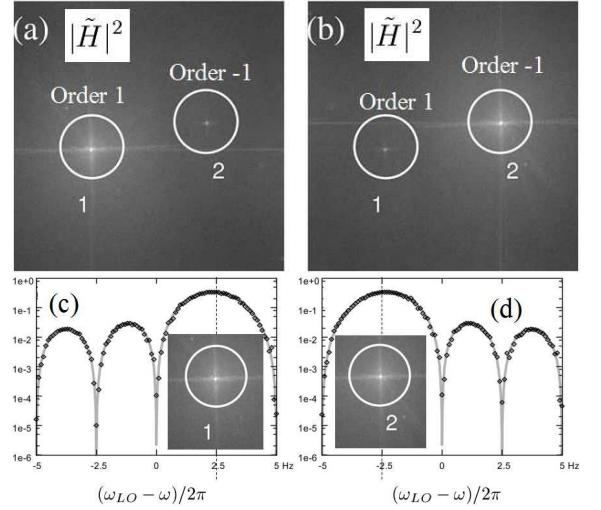 (a) |H̃|²
Order 1
Order -1
1
2
(b) |H̃|²
Order 1
Order -1
1
2
(c)
1e+0
1e-1
1e-2
1e-3
1e-4
1e-5
1e-6
1
-5 -2.5 0 2.5 5 Hz
(ω_LO − ω)/2π
(d)
1e+0
1e-1
1e-2
1e-3
1e-4
1e-5
1e-6
2
-5 -2.5 0 2.5 5 Hz
(ω_LO − ω)/2π